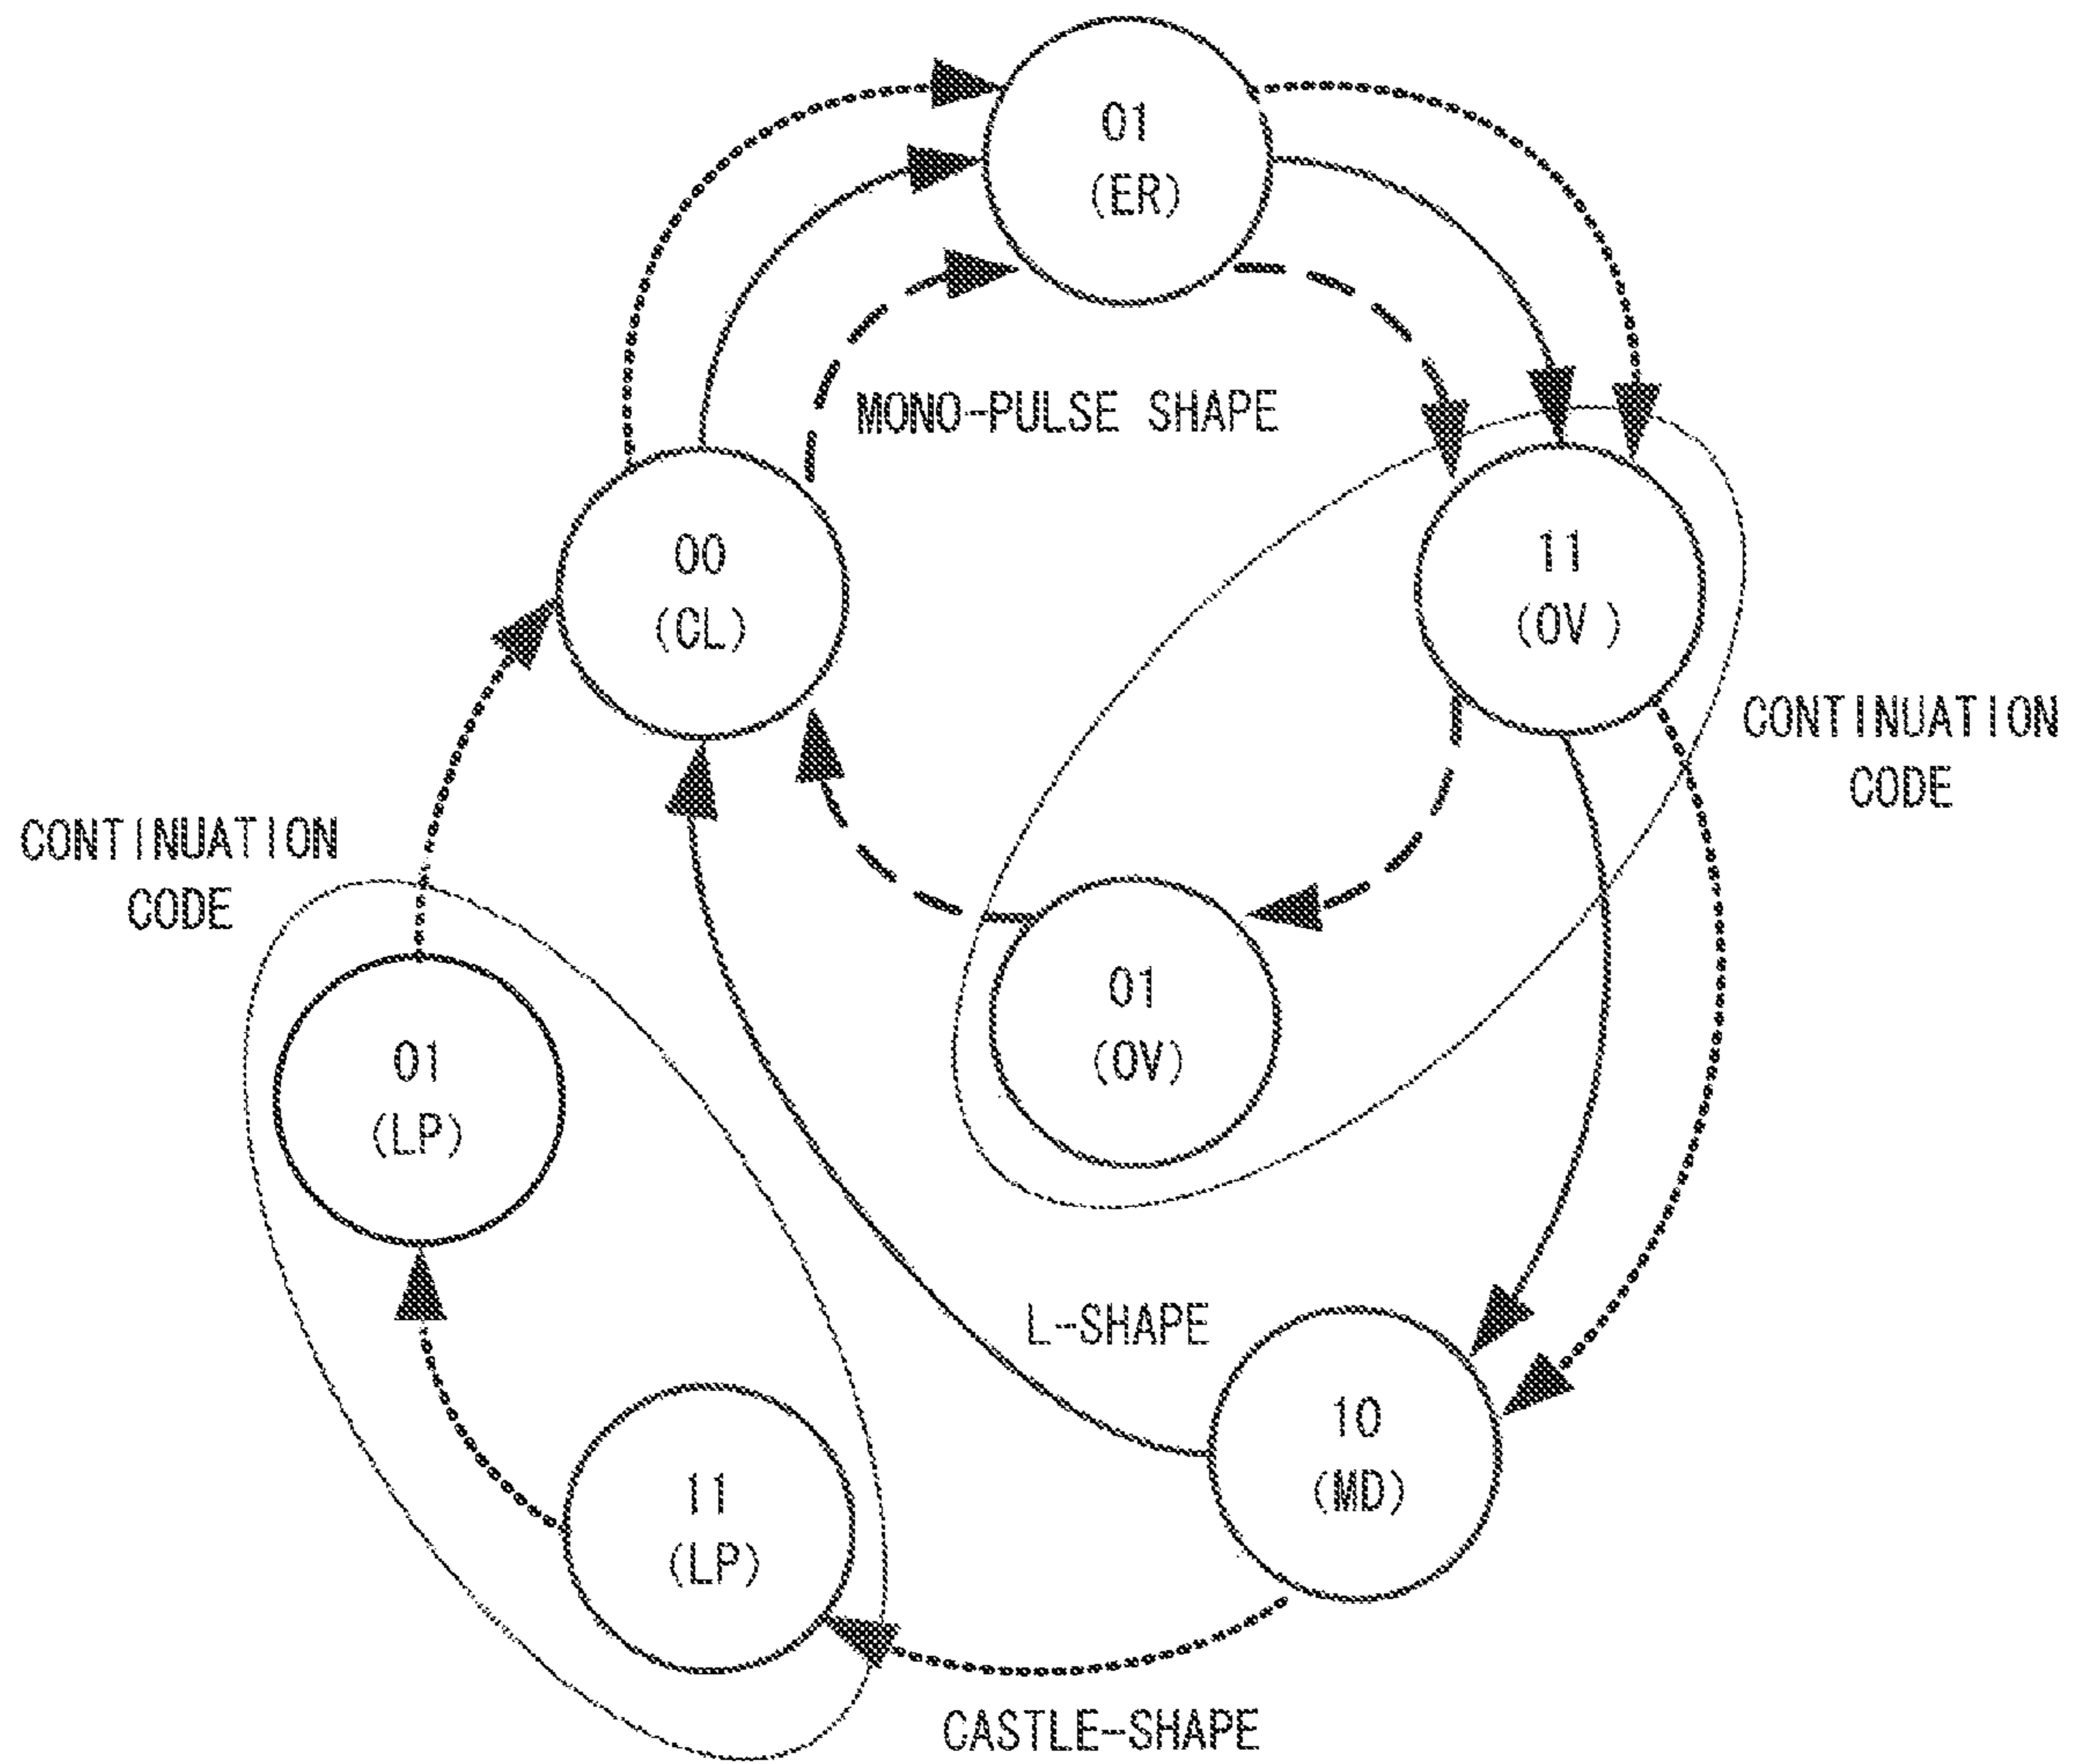 01
(ER)
MONO-PULSE SHAPE
00
(CL)
11
(OV )
CONTINUATION
CODE
CONTINUATION
CODE
01
(OV)
01
(LP)
L-SHAPE
10
(MD)
11
(LP)
CASTLE-SHAPE